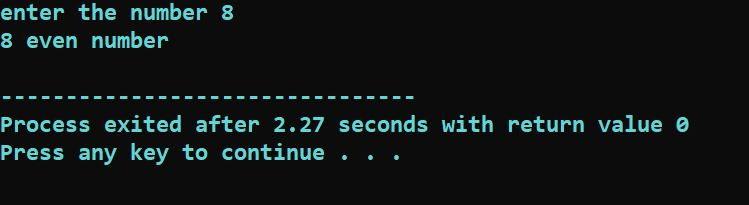 enter the number 8
8 even number
--------------------------------
Process exited after 2.27 seconds with return value 0
Press any key to continue . . .